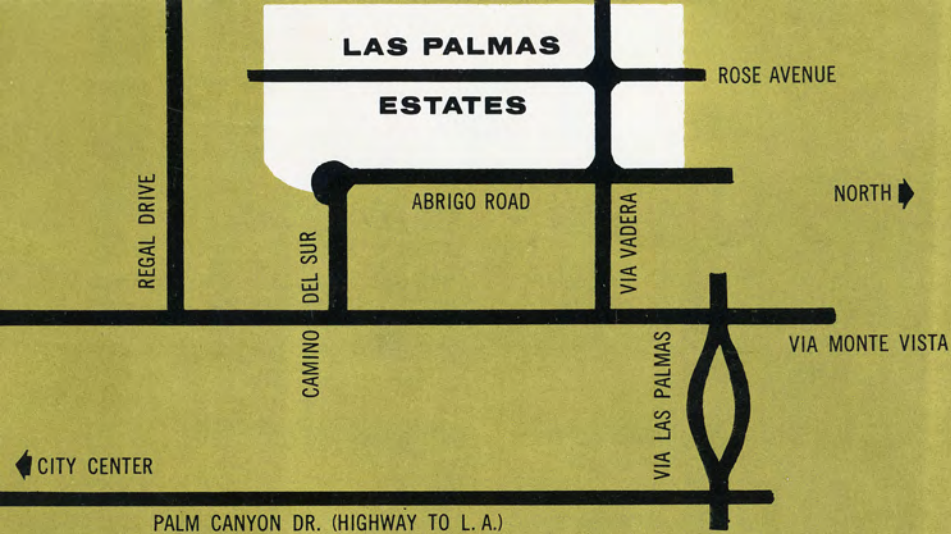 LAS PALMAS
ROSE AVENUE
ESTATES
REGAL DRIVE
ABRIGO ROAD
NORTH
VIA VADERA
CAMINO DEL SUR
VIA MONTE VISTA
VIA LAS PALMAS
CITY CENTER
PALM CANYON DR. (HIGHWAY TO L.A.)